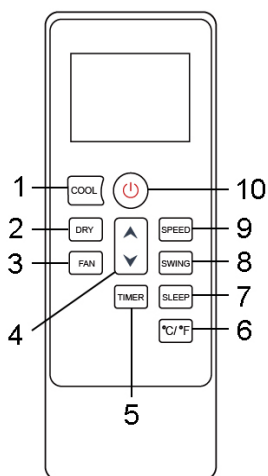 1 COOL 10
2 DRY SPEED 9
3 FAN SWING 8
4 TIMER SLEEP 7
°C/°F 6
5